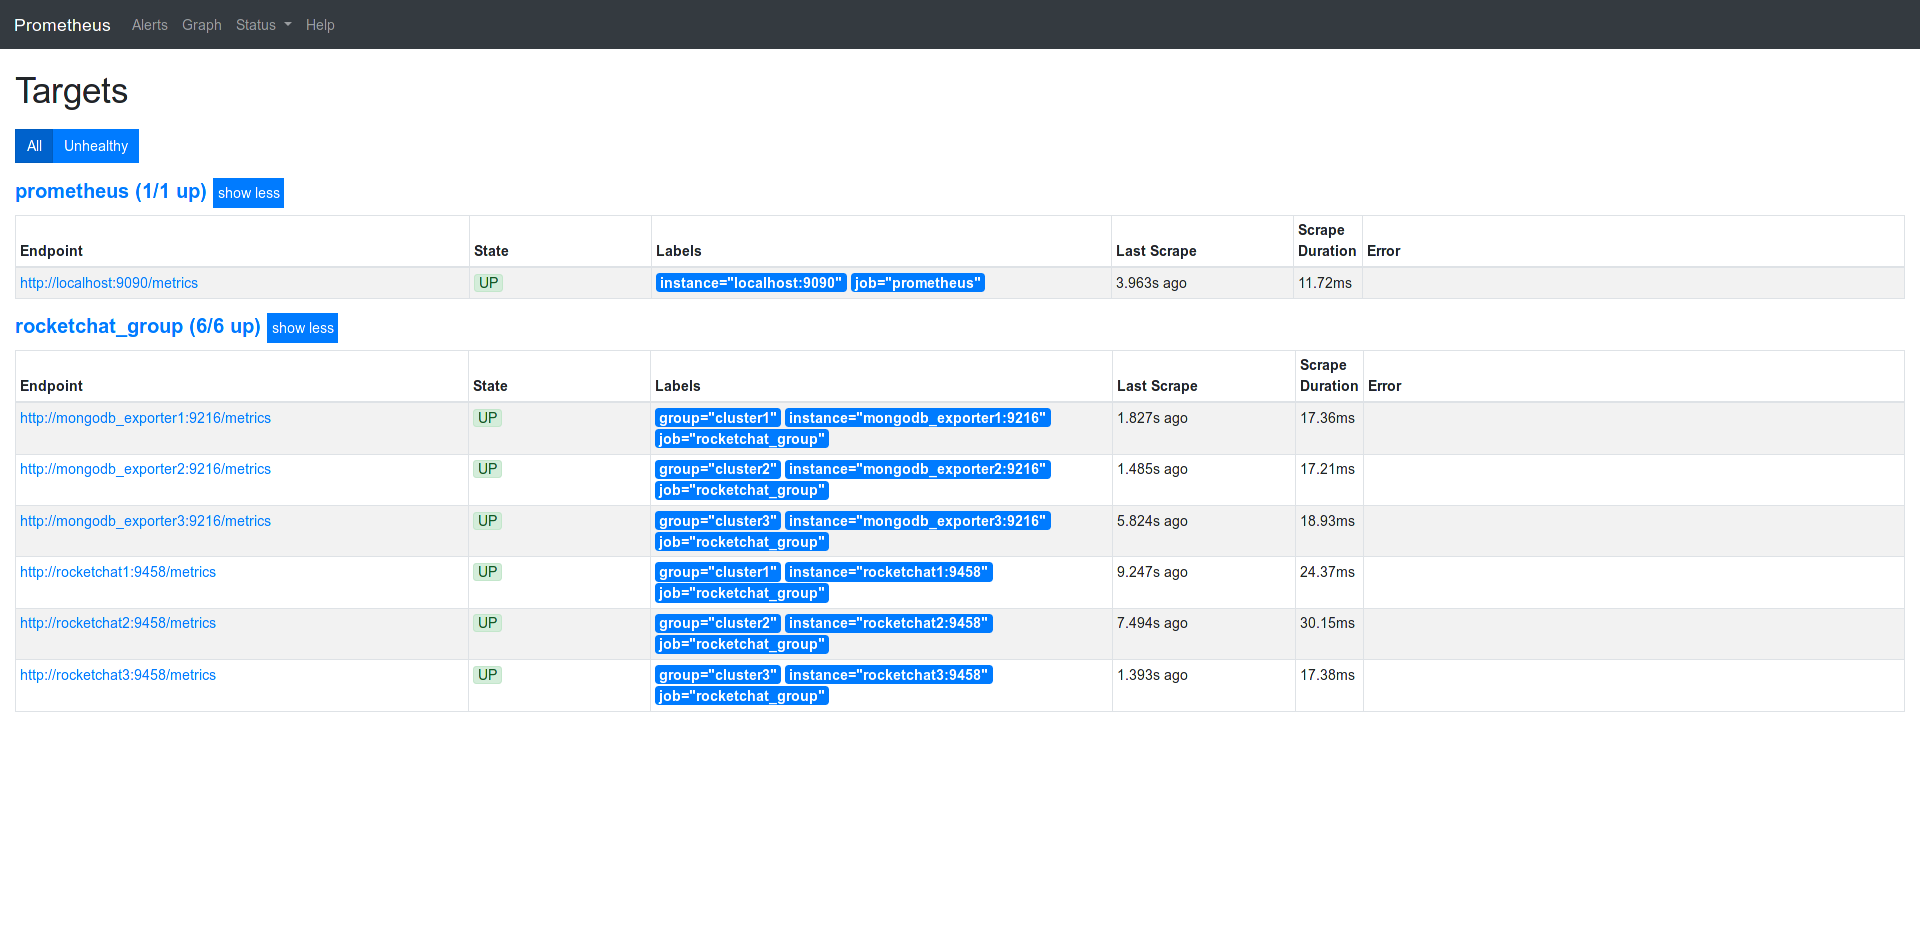 Prometheus Alerts Graph Status Help
Targets
All Unhealthy
prometheus (1/1 up) show less
Endpoint State Labels Last Scrape Scrape Duration Error
http://localhost:9090/metrics UP instance="localhost:9090" job="prometheus" 3.963s ago 11.72ms
rocketchat_group (6/6 up) show less
Endpoint State Labels Last Scrape Scrape Duration Error
http://mongodb_exporter1:9216/metrics UP group="cluster1" instance="mongodb_exporter1:9216" 1.827s ago 17.36ms
job="rocketchat_group"
http://mongodb_exporter2:9216/metrics UP group="cluster2" instance="mongodb_exporter2:9216" 1.485s ago 17.21ms
job="rocketchat_group"
http://mongodb_exporter3:9216/metrics UP group="cluster3" instance="mongodb_exporter3:9216" 5.824s ago 18.93ms
job="rocketchat_group"
http://rocketchat1:9458/metrics UP group="cluster1" instance="rocketchat1:9458" 9.247s ago 24.37ms
job="rocketchat_group"
http://rocketchat2:9458/metrics UP group="cluster2" instance="rocketchat2:9458" 7.494s ago 30.15ms
job="rocketchat_group"
http://rocketchat3:9458/metrics UP group="cluster3" instance="rocketchat3:9458" 1.393s ago 17.38ms
job="rocketchat_group"